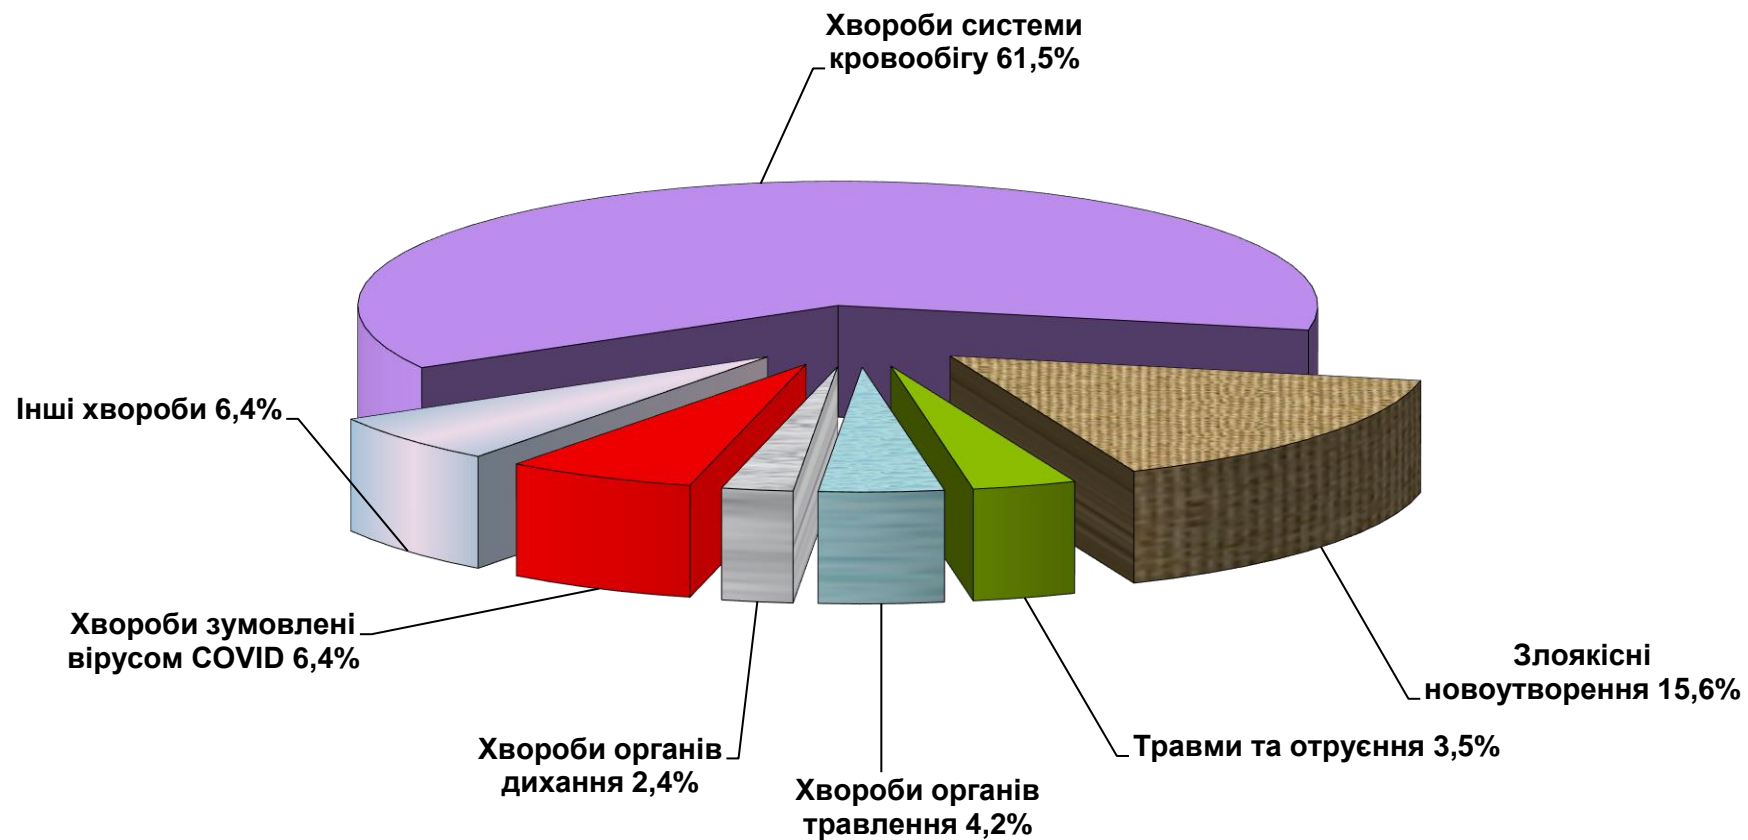 Хвороби системи
кровообігу 61,5%
Інші хвороби 6,4%
Хвороби зумовлені
вірусом COVID 6,4%
Злоякісні
новоутворення 15,6%
Хвороби органів
дихання 2,4%
Травми та отруєння 3,5%
Хвороби органів
травлення 4,2%